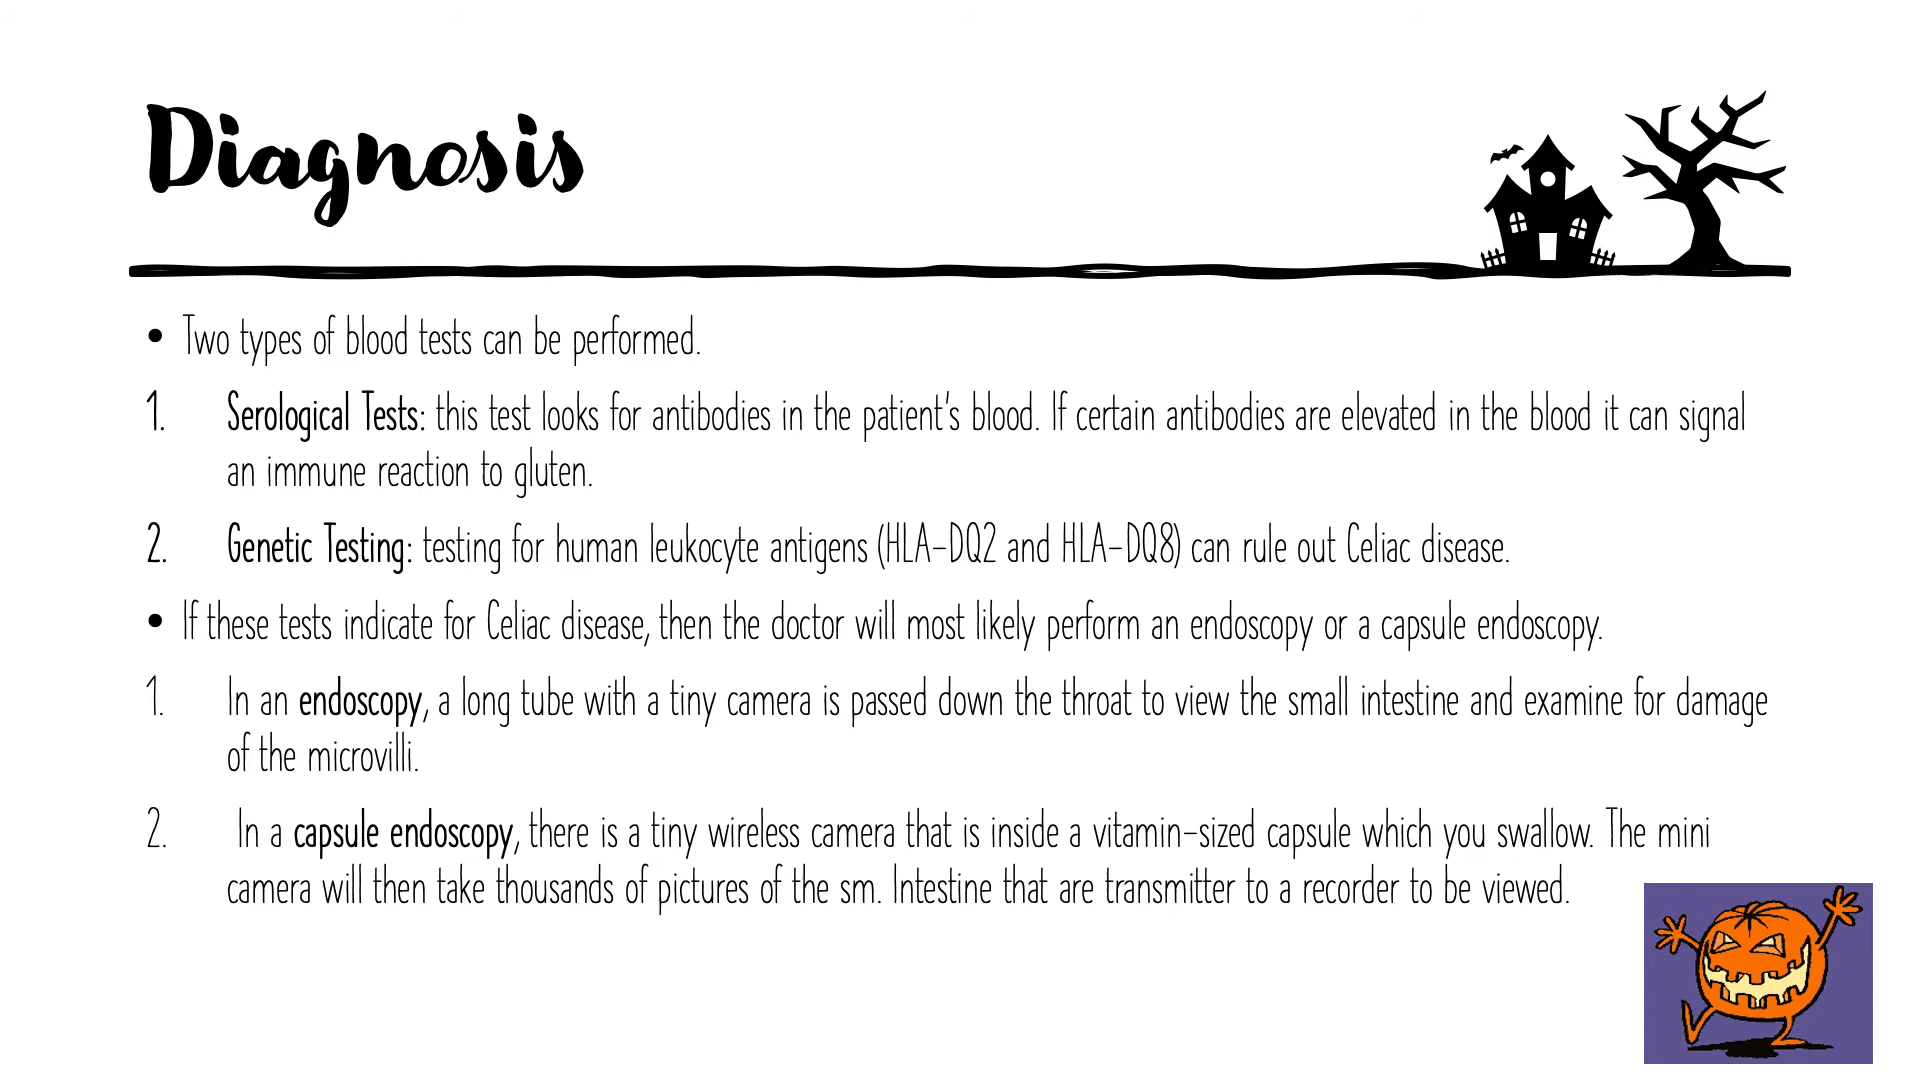 Diagnosis
• Two types of blood tests can be performed.
1. Serological Tests: this test looks for antibodies in the patient's blood. If certain antibodies are elevated in the blood it can signal
an immune reaction to gluten.
2. Genetic Testing: testing for human leukocyte antigens (HLA-DQ2 and HLA-DQ8) can rule out Celiac disease.
• If these tests indicate for Celiac disease, then the doctor will most likely perform an endoscopy or a capsule endoscopy.
1. In an endoscopy, a long tube with a tiny camera is passed down the throat to view the small intestine and examine for damage
of the microvilli.
2. In a capsule endoscopy, there is a tiny wireless camera that is inside a vitamin-sized capsule which you swallow. The mini
camera will then take thousands of pictures of the sm. Intestine that are transmitter to a recorder to be viewed.